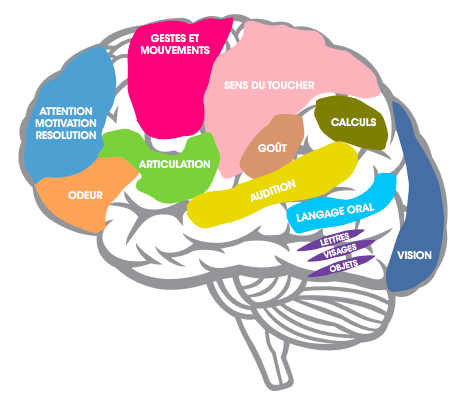 GESTES ET
MOUVEMENTS
SENS DU TOUCHER
ATTENTION
MOTIVATION
RESOLUTION
CALCULS
GOÛT
ARTICULATION
ODEUR
AUDITION
LANGAGE ORAL
LETTRES
VISAGES
OBJETS
VISION